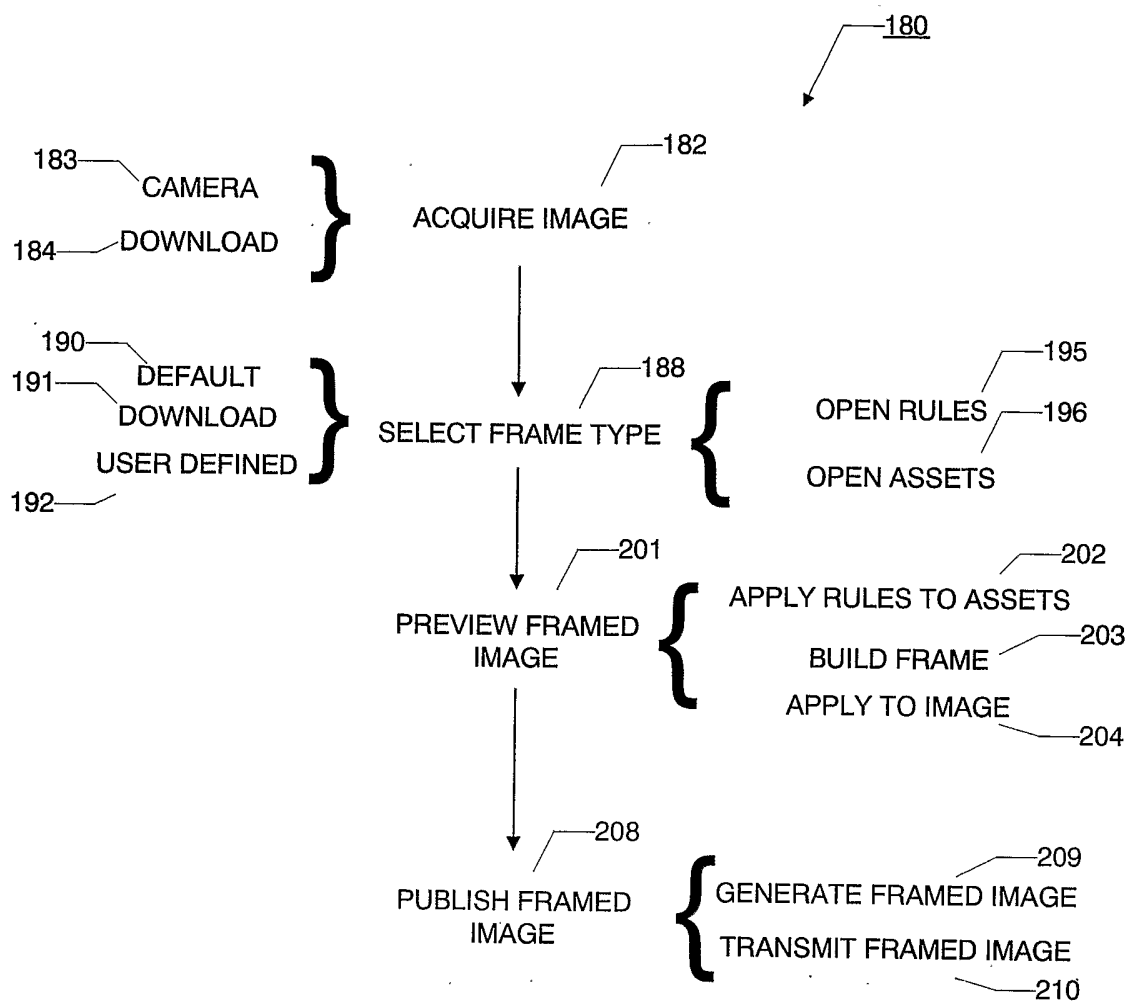 180
182
183
CAMERA
ACQUIRE IMAGE
184
DOWNLOAD
190
DEFAULT
191
DOWNLOAD
USER DEFINED
192
188
SELECT FRAME TYPE
195
OPEN RULES
196
OPEN ASSETS
201
PREVIEW FRAMED
IMAGE
202
APPLY RULES TO ASSETS
203
BUILD FRAME
APPLY TO IMAGE
204
208
PUBLISH FRAMED
IMAGE
209
GENERATE FRAMED IMAGE
TRANSMIT FRAMED IMAGE
210